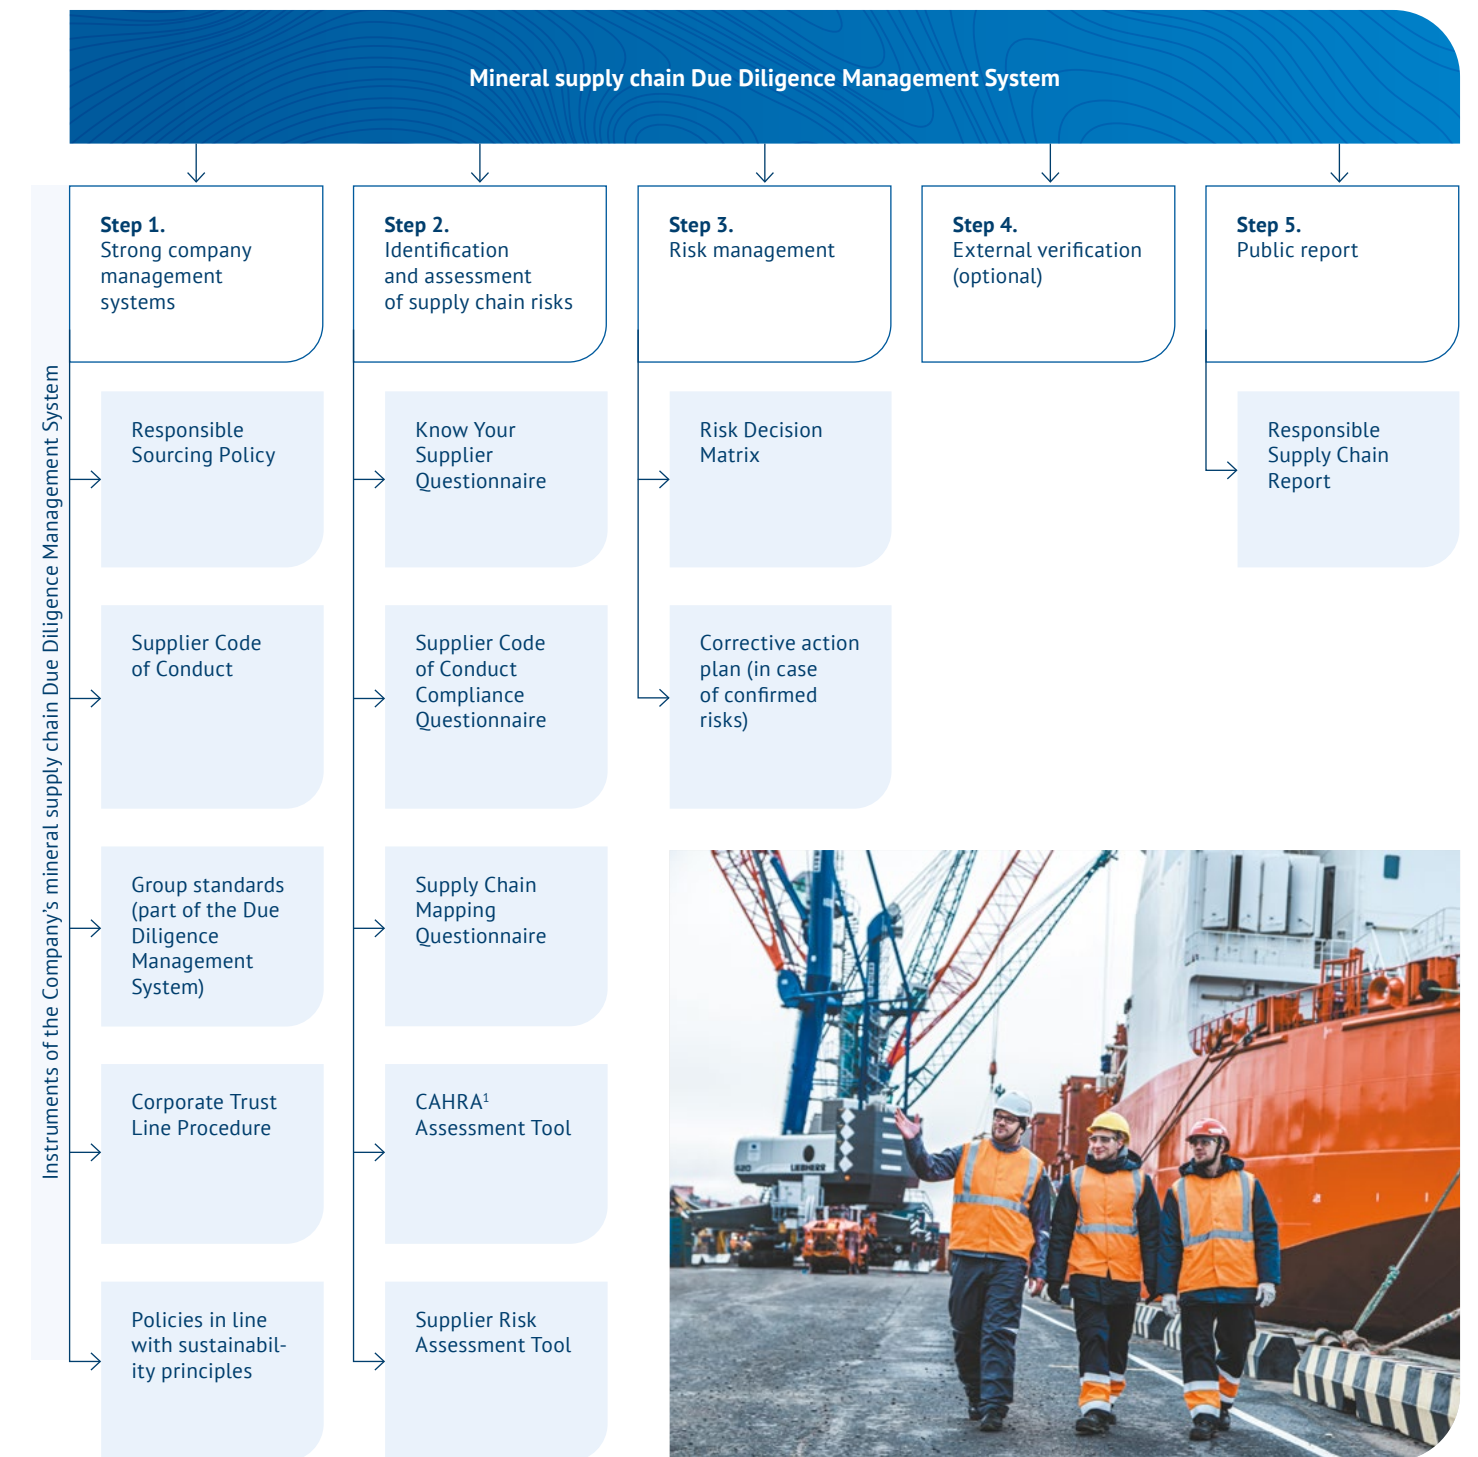 Mineral supply chain Due Diligence Management System
Instruments of the Company’s mineral supply chain Due Diligence Management System
Step 1.
Strong company
management
systems
Responsible
Sourcing Policy
Supplier Code
of Conduct
Group standards
(part of the Due
Diligence
Management
System)
Corporate Trust
Line Procedure
Policies in line
with sustainabil-
ity principles
Step 2.
Identification
and assessment
of supply chain risks
Know Your
Supplier
Questionnaire
Supplier Code
of Conduct
Compliance
Questionnaire
Supply Chain
Mapping
Questionnaire
CAHRA¹
Assessment Tool
Supplier Risk
Assessment Tool
Step 3.
Risk management
Risk Decision
Matrix
Corrective action
plan (in case
of confirmed
risks)
Step 4.
External verification
(optional)
Step 5.
Public report
Responsible
Supply Chain
Report
420
LIEBHERR